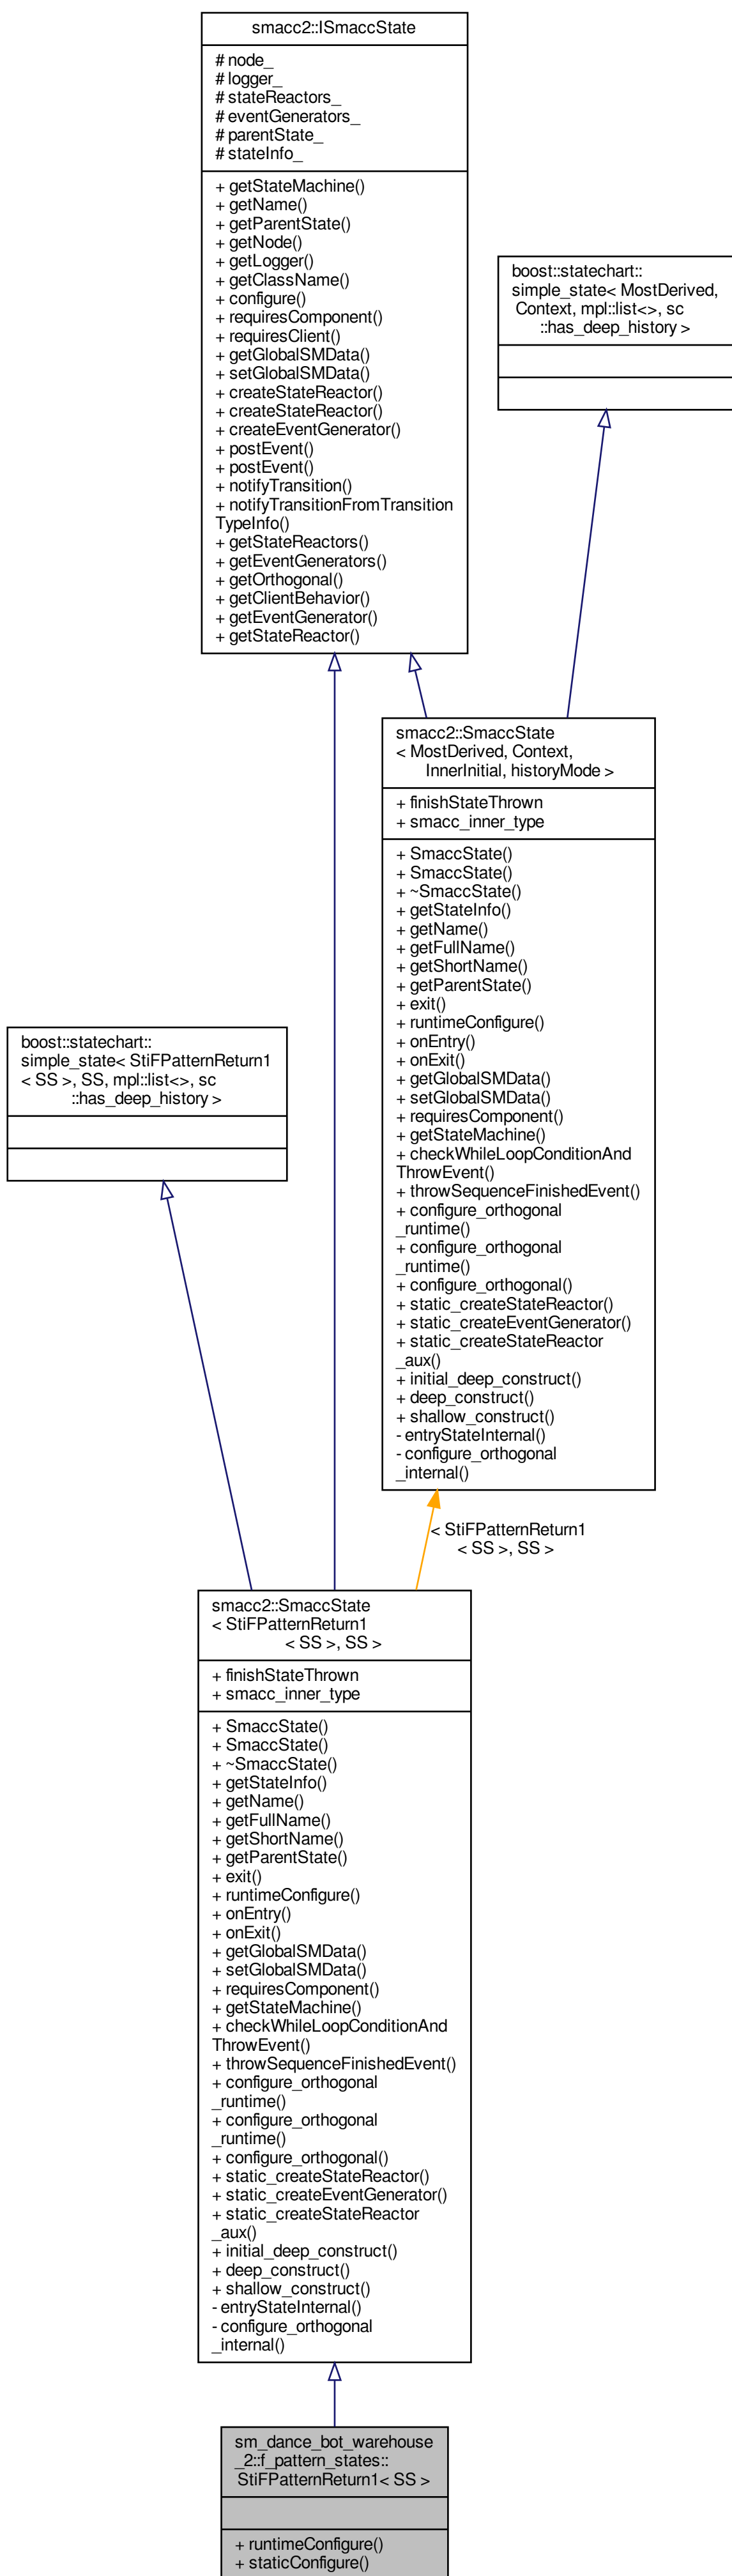 smacc2::ISmaccState
# node_
# logger_
# stateReactors_
# eventGenerators_
# parentState_
# stateInfo_
+ getStateMachine()
+ getName()
+ getParentState()
+ getNode()
+ getLogger()
+ getClassName()
+ configure()
+ requiresComponent()
+ requiresClient()
+ getGlobalSMData()
+ setGlobalSMData()
+ createStateReactor()
+ createStateReactor()
+ createEventGenerator()
+ postEvent()
+ postEvent()
+ notifyTransition()
+ notifyTransitionFromTransition
TypeInfo()
+ getStateReactors()
+ getEventGenerators()
+ getOrthogonal()
+ getClientBehavior()
+ getEventGenerator()
+ getStateReactor()
boost::statechart::
simple_state< MostDerived,
Context, mpl::list<>, sc
::has_deep_history >
smacc2::SmaccState
< MostDerived, Context,
InnerInitial, historyMode >
+ finishStateThrown
+ smacc_inner_type
+ SmaccState()
+ SmaccState()
+ ~SmaccState()
+ getStateInfo()
+ getName()
+ getFullName()
+ getShortName()
+ getParentState()
+ exit()
+ runtimeConfigure()
+ onEntry()
+ onExit()
+ getGlobalSMData()
+ setGlobalSMData()
+ requiresComponent()
+ getStateMachine()
+ checkWhileLoopConditionAnd
ThrowEvent()
+ throwSequenceFinishedEvent()
+ configure_orthogonal
_runtime()
+ configure_orthogonal
_runtime()
+ configure_orthogonal()
+ static_createStateReactor()
+ static_createEventGenerator()
+ static_createStateReactor
_aux()
+ initial_deep_construct()
+ deep_construct()
+ shallow_construct()
- entryStateInternal()
- configure_orthogonal
_internal()
boost::statechart::
simple_state< StiFPatternReturn1
< SS >, SS, mpl::list<>, sc
::has_deep_history >
< StiFPatternReturn1
< SS >, SS >
smacc2::SmaccState
< StiFPatternReturn1
< SS >, SS >
+ finishStateThrown
+ smacc_inner_type
+ SmaccState()
+ SmaccState()
+ ~SmaccState()
+ getStateInfo()
+ getName()
+ getFullName()
+ getShortName()
+ getParentState()
+ exit()
+ runtimeConfigure()
+ onEntry()
+ onExit()
+ getGlobalSMData()
+ setGlobalSMData()
+ requiresComponent()
+ getStateMachine()
+ checkWhileLoopConditionAnd
ThrowEvent()
+ throwSequenceFinishedEvent()
+ configure_orthogonal
_runtime()
+ configure_orthogonal
_runtime()
+ configure_orthogonal()
+ static_createStateReactor()
+ static_createEventGenerator()
+ static_createStateReactor
_aux()
+ initial_deep_construct()
+ deep_construct()
+ shallow_construct()
- entryStateInternal()
- configure_orthogonal
_internal()
sm_dance_bot_warehouse
_2::f_pattern_states::
StiFPatternReturn1< SS >
+ runtimeConfigure()
+ staticConfigure()